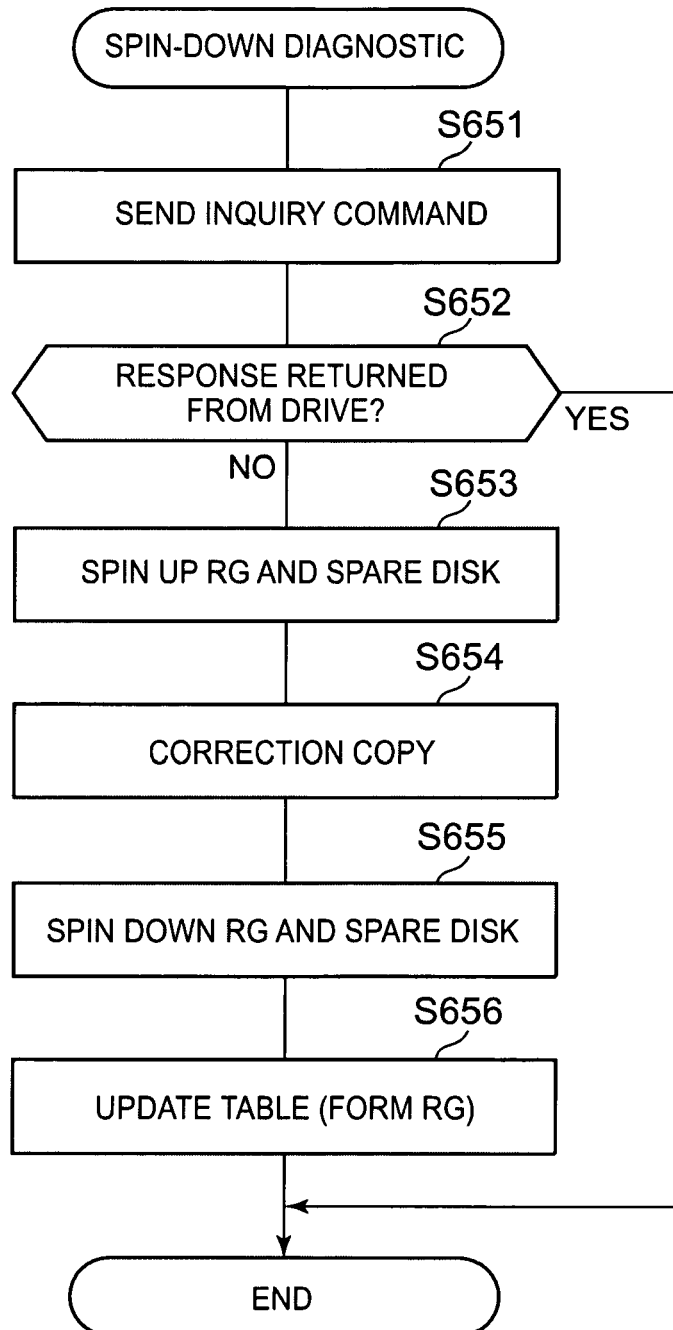 SPIN-DOWN DIAGNOSTIC
S651
SEND INQUIRY COMMAND
S652
RESPONSE RETURNED
FROM DRIVE?
YES
NO
S653
SPIN UP RG AND SPARE DISK
S654
CORRECTION COPY
S655
SPIN DOWN RG AND SPARE DISK
S656
UPDATE TABLE (FORM RG)
END